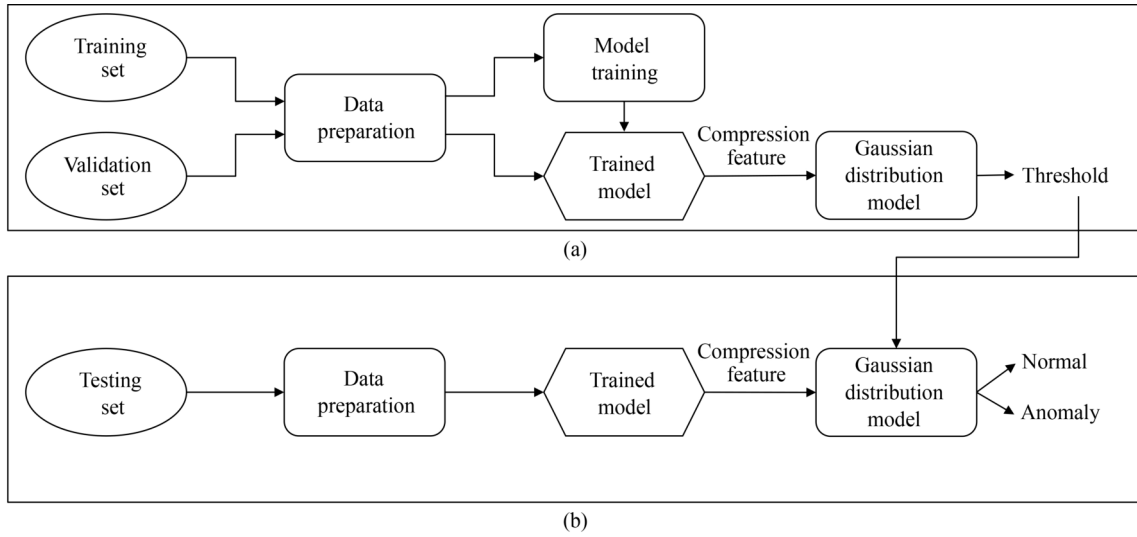 Training
set
Model
training
Data
preparation
Validation
set
Trained
model
Compression
feature
Gaussian
distribution
model
Threshold
(a)
Testing
set
Data
preparation
Trained
model
Compression
feature
Gaussian
distribution
model
Normal
Anomaly
(b)